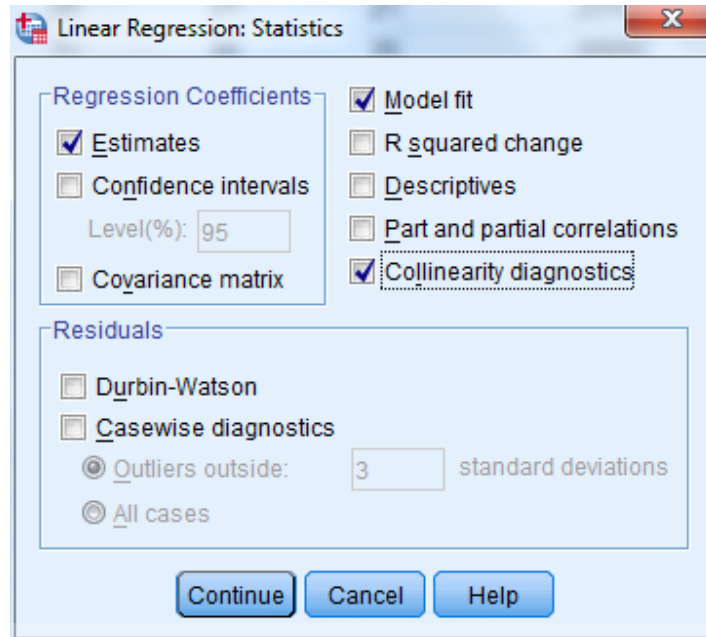 Linear Regression: Statistics
Regression Coefficients
Estimates
Confidence intervals
Level(%): 95
Covariance matrix
Model fit
R squared change
Descriptives
Part and partial correlations
Collinearity diagnostics
Residuals
Durbin-Watson
Casewise diagnostics
Outliers outside: 3 standard deviations
All cases
Continue Cancel Help